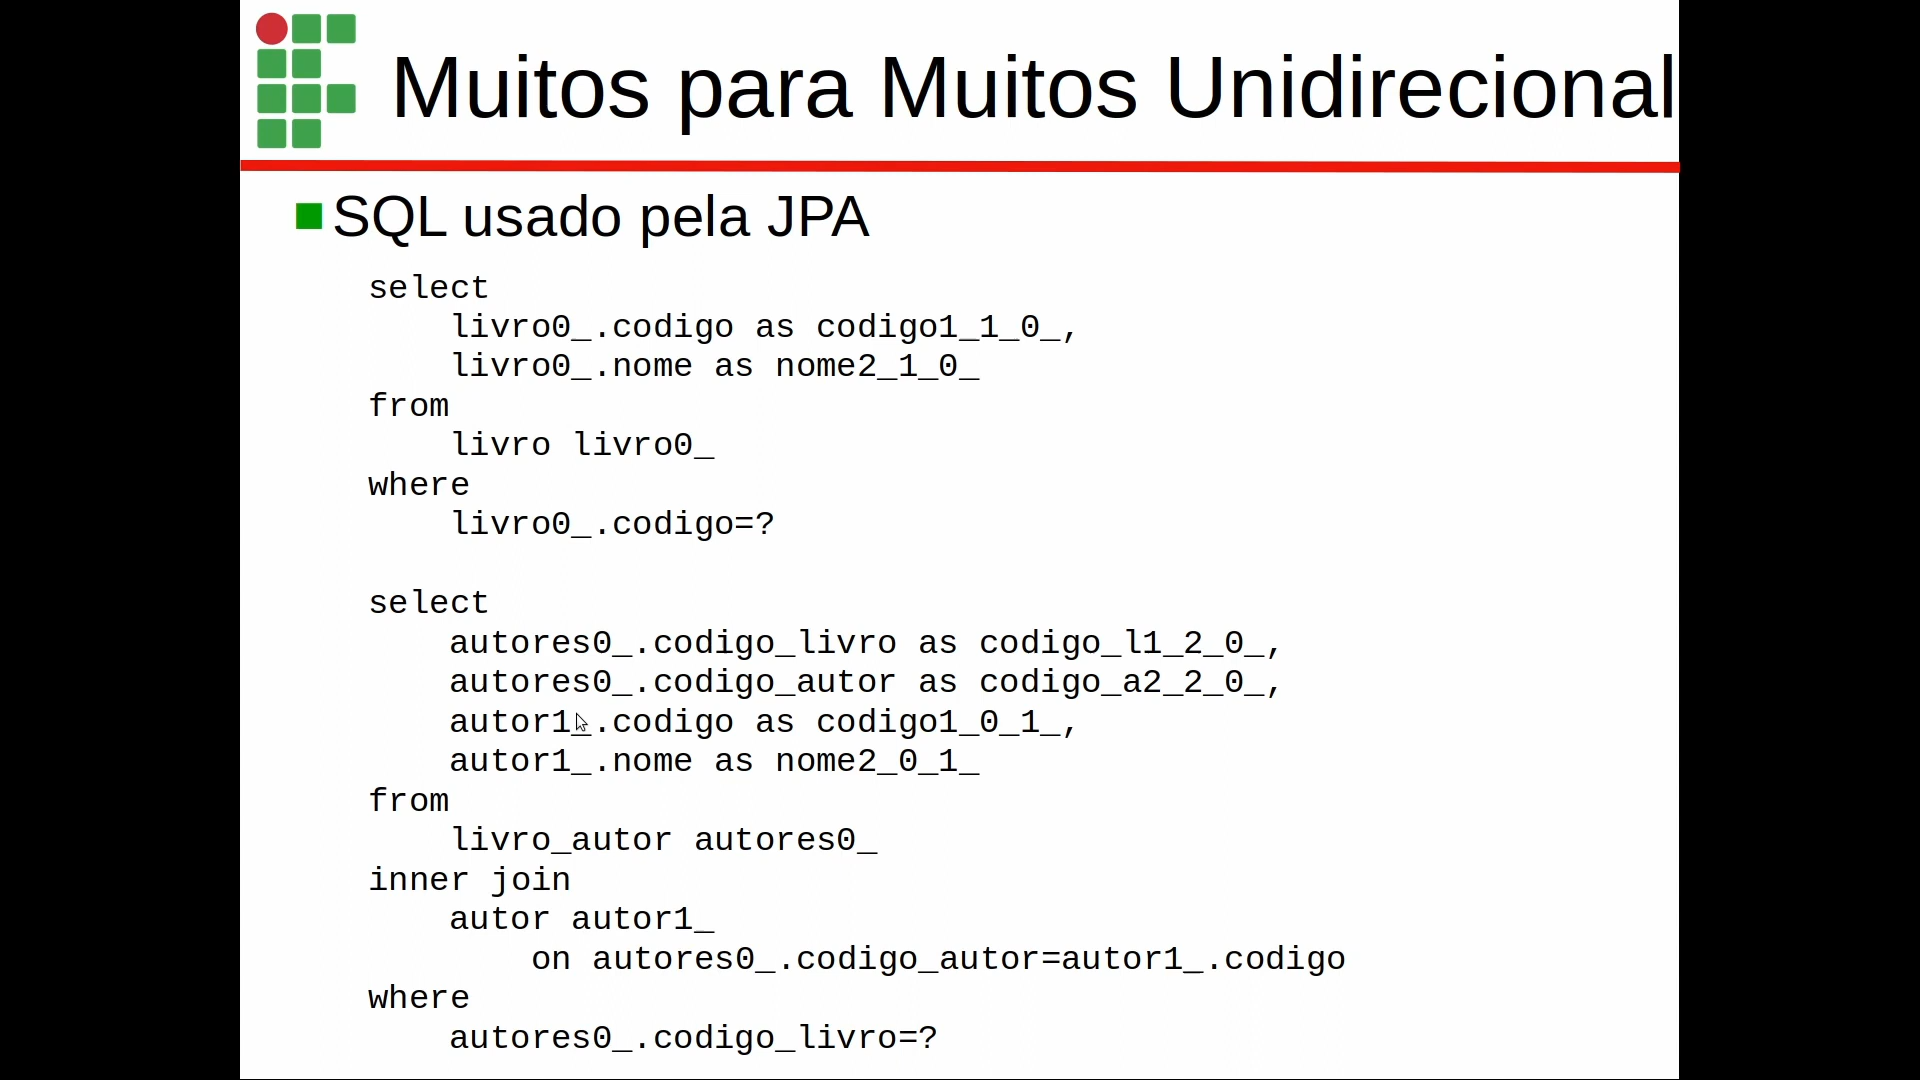 Muitos para Muitos Unidirecional
SQL usado pela JPA
select
livro0_.codigo as codigo1_1_0_,
livro0_.nome as nome2_1_0_
from
livro livro0_
where
livro0_.codigo=?
select
autores0_.codigo_livro as codigo_l1_2_0_,
autores0_.codigo_autor as codigo_a2_2_0_,
autor1_.codigo as codigo1_0_1_,
autor1_.nome as nome2_0_1_
from
livro_autor autores0_
inner join
autor autor1_
on autores0_.codigo_autor=autor1_.codigo
where
autores0_.codigo_livro=?